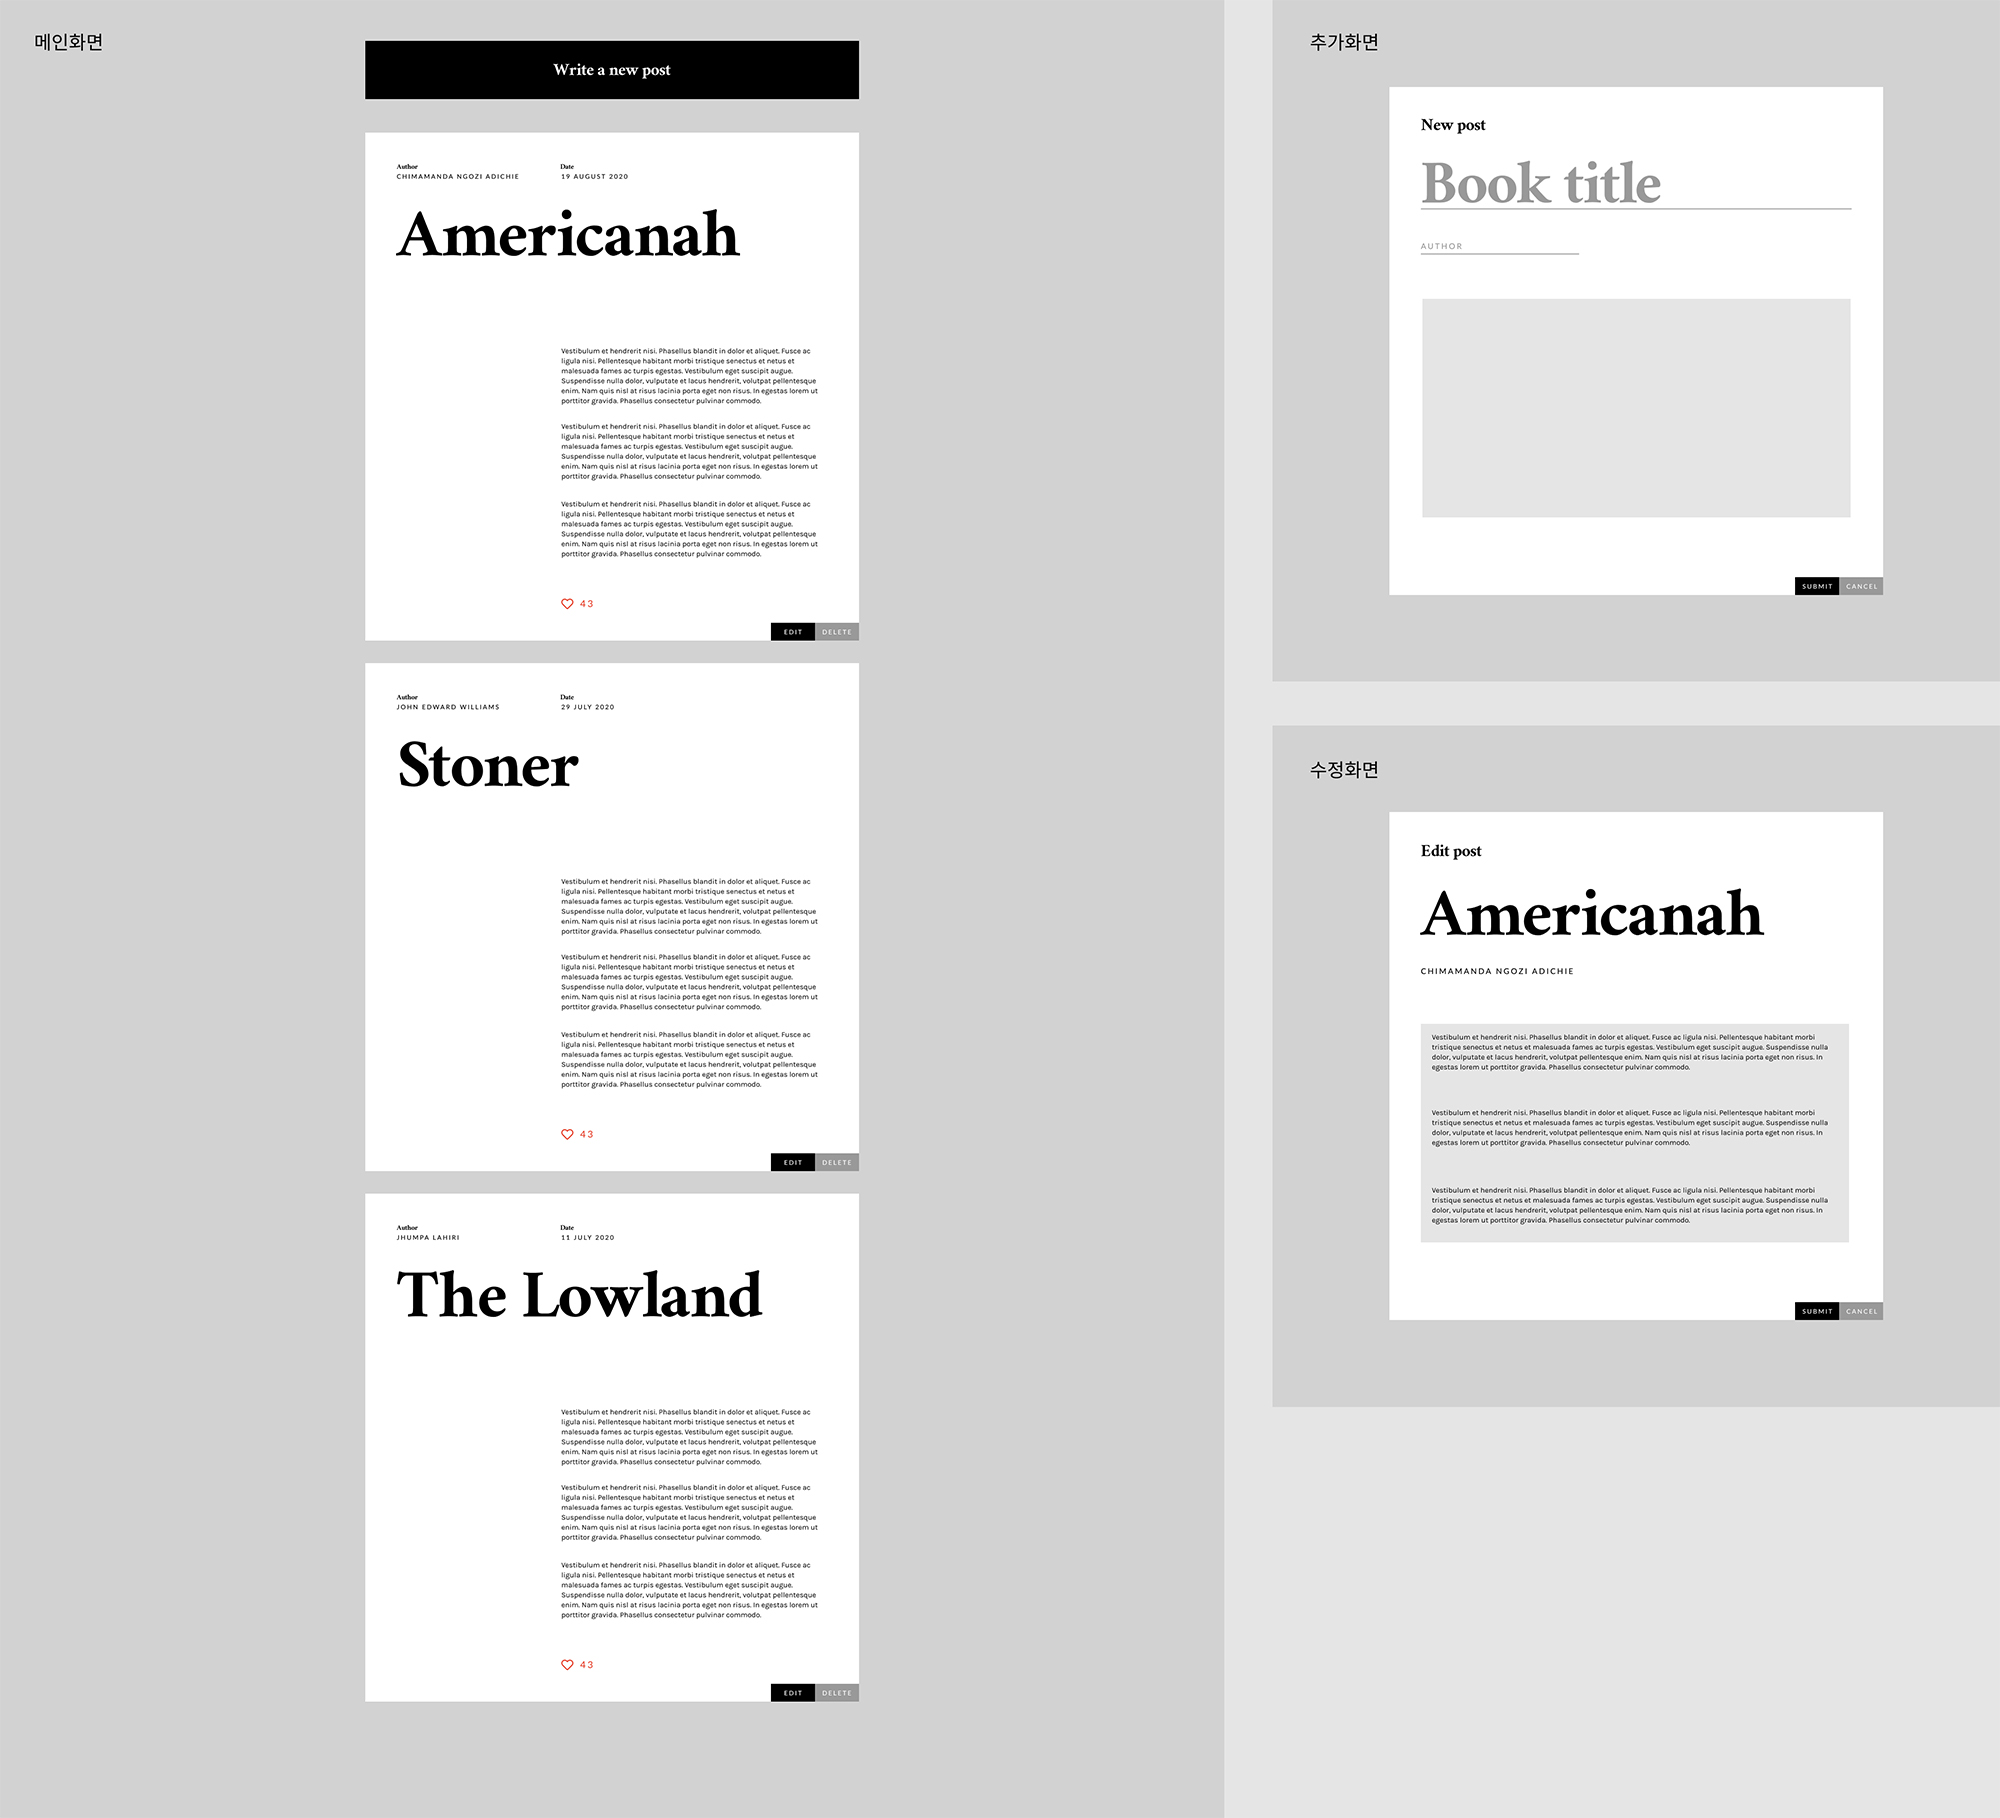 메인화면
Write a new post
Author
CHIMAMANDA NGOZI ADICHIE
Date
19 AUGUST 2020
Americanah
Vestibulum et hendrerit nisi. Phasellus blandit in dolor et aliquet. Fusce ac
ligula nisi. Pellentesque habitant morbi tristique senectus et netus et
malesuada fames ac turpis egestas. Vestibulum eget suscipit augue.
Suspendisse nulla dolor, vulputate et lacus hendrerit, volutpat pellentesque
enim. Nam quis nisl at risus lacinia porta eget non risus. In egestas lorem ut
porttitor gravida. Phasellus consectetur pulvinar commodo.
Vestibulum et hendrerit nisi. Phasellus blandit in dolor et aliquet. Fusce ac
ligula nisi. Pellentesque habitant morbi tristique senectus et netus et
malesuada fames ac turpis egestas. Vestibulum eget suscipit augue.
Suspendisse nulla dolor, vulputate et lacus hendrerit, volutpat pellentesque
enim. Nam quis nisl at risus lacinia porta eget non risus. In egestas lorem ut
porttitor gravida. Phasellus consectetur pulvinar commodo.
Vestibulum et hendrerit nisi. Phasellus blandit in dolor et aliquet. Fusce ac
ligula nisi. Pellentesque habitant morbi tristique senectus et netus et
malesuada fames ac turpis egestas. Vestibulum eget suscipit augue.
Suspendisse nulla dolor, vulputate et lacus hendrerit, volutpat pellentesque
enim. Nam quis nisl at risus lacinia porta eget non risus. In egestas lorem ut
porttitor gravida. Phasellus consectetur pulvinar commodo.
43
EDIT DELETE
Author
JOHN EDWARD WILLIAMS
Date
29 JULY 2020
Stoner
Vestibulum et hendrerit nisi. Phasellus blandit in dolor et aliquet. Fusce ac
ligula nisi. Pellentesque habitant morbi tristique senectus et netus et
malesuada fames ac turpis egestas. Vestibulum eget suscipit augue.
Suspendisse nulla dolor, vulputate et lacus hendrerit, volutpat pellentesque
enim. Nam quis nisl at risus lacinia porta eget non risus. In egestas lorem ut
porttitor gravida. Phasellus consectetur pulvinar commodo.
Vestibulum et hendrerit nisi. Phasellus blandit in dolor et aliquet. Fusce ac
ligula nisi. Pellentesque habitant morbi tristique senectus et netus et
malesuada fames ac turpis egestas. Vestibulum eget suscipit augue.
Suspendisse nulla dolor, vulputate et lacus hendrerit, volutpat pellentesque
enim. Nam quis nisl at risus lacinia porta eget non risus. In egestas lorem ut
porttitor gravida. Phasellus consectetur pulvinar commodo.
Vestibulum et hendrerit nisi. Phasellus blandit in dolor et aliquet. Fusce ac
ligula nisi. Pellentesque habitant morbi tristique senectus et netus et
malesuada fames ac turpis egestas. Vestibulum eget suscipit augue.
Suspendisse nulla dolor, vulputate et lacus hendrerit, volutpat pellentesque
enim. Nam quis nisl at risus lacinia porta eget non risus. In egestas lorem ut
porttitor gravida. Phasellus consectetur pulvinar commodo.
43
EDIT DELETE
Author
JHUMPA LAHIRI
Date
11 JULY 2020
The Lowland
Vestibulum et hendrerit nisi. Phasellus blandit in dolor et aliquet. Fusce ac
ligula nisi. Pellentesque habitant morbi tristique senectus et netus et
malesuada fames ac turpis egestas. Vestibulum eget suscipit augue.
Suspendisse nulla dolor, vulputate et lacus hendrerit, volutpat pellentesque
enim. Nam quis nisl at risus lacinia porta eget non risus. In egestas lorem ut
porttitor gravida. Phasellus consectetur pulvinar commodo.
Vestibulum et hendrerit nisi. Phasellus blandit in dolor et aliquet. Fusce ac
ligula nisi. Pellentesque habitant morbi tristique senectus et netus et
malesuada fames ac turpis egestas. Vestibulum eget suscipit augue.
Suspendisse nulla dolor, vulputate et lacus hendrerit, volutpat pellentesque
enim. Nam quis nisl at risus lacinia porta eget non risus. In egestas lorem ut
porttitor gravida. Phasellus consectetur pulvinar commodo.
Vestibulum et hendrerit nisi. Phasellus blandit in dolor et aliquet. Fusce ac
ligula nisi. Pellentesque habitant morbi tristique senectus et netus et
malesuada fames ac turpis egestas. Vestibulum eget suscipit augue.
Suspendisse nulla dolor, vulputate et lacus hendrerit, volutpat pellentesque
enim. Nam quis nisl at risus lacinia porta eget non risus. In egestas lorem ut
porttitor gravida. Phasellus consectetur pulvinar commodo.
43
EDIT DELETE
추가화면
New post
Book title
AUTHOR
SUBMIT CANCEL
수정화면
Edit post
Americanah
CHIMAMANDA NGOZI ADICHIE
Vestibulum et hendrerit nisi. Phasellus blandit in dolor et aliquet. Fusce ac ligula nisi. Pellentesque habitant morbi
tristique senectus et netus et malesuada fames ac turpis egestas. Vestibulum eget suscipit augue. Suspendisse nulla
dolor, vulputate et lacus hendrerit, volutpat pellentesque enim. Nam quis nisl at risus lacinia porta eget non risus. In
egestas lorem ut porttitor gravida. Phasellus consectetur pulvinar commodo.
Vestibulum et hendrerit nisi. Phasellus blandit in dolor et aliquet. Fusce ac ligula nisi. Pellentesque habitant morbi
tristique senectus et netus et malesuada fames ac turpis egestas. Vestibulum eget suscipit augue. Suspendisse nulla
dolor, vulputate et lacus hendrerit, volutpat pellentesque enim. Nam quis nisl at risus lacinia porta eget non risus. In
egestas lorem ut porttitor gravida. Phasellus consectetur pulvinar commodo.
Vestibulum et hendrerit nisi. Phasellus blandit in dolor et aliquet. Fusce ac ligula nisi. Pellentesque habitant morbi
tristique senectus et netus et malesuada fames ac turpis egestas. Vestibulum eget suscipit augue. Suspendisse nulla
dolor, vulputate et lacus hendrerit, volutpat pellentesque enim. Nam quis nisl at risus lacinia porta eget non risus. In
egestas lorem ut porttitor gravida. Phasellus consectetur pulvinar commodo.
SUBMIT CANCEL